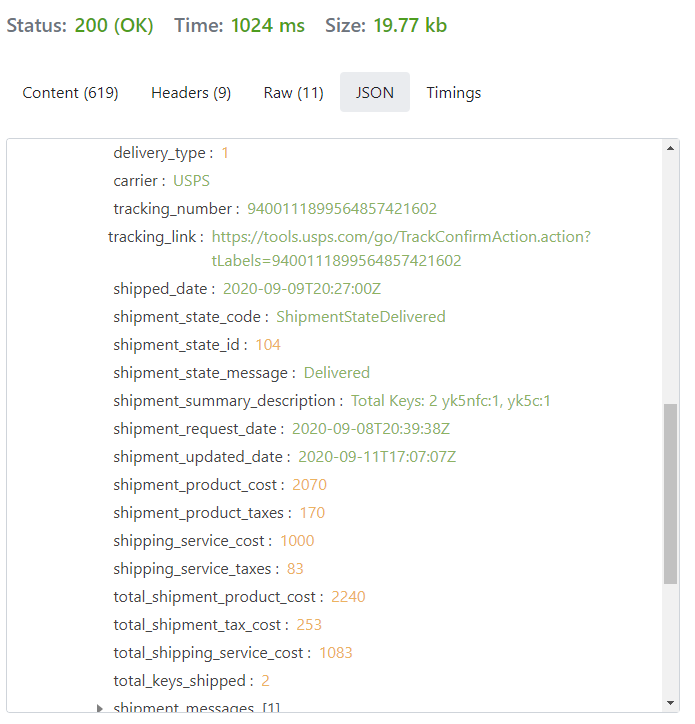 Status: 200 (OK) Time: 1024 ms Size: 19.77 kb
Content (619) Headers (9) Raw (11) JSON Timings
delivery_type : 1
carrier : USPS
tracking_number : 9400111899564857421602
tracking_link : https://tools.usps.com/go/TrackConfirmAction.action?
tLabels=9400111899564857421602
shipped_date : 2020-09-09T20:27:00Z
shipment_state_code : ShipmentStateDelivered
shipment_state_id : 104
shipment_state_message : Delivered
shipment_summary_description : Total Keys: 2 yk5nfc:1, yk5c:1
shipment_request_date : 2020-09-08T20:39:38Z
shipment_updated_date : 2020-09-11T17:07:07Z
shipment_product_cost : 2070
shipment_product_taxes : 170
shipping_service_cost : 1000
shipping_service_taxes : 83
total_shipment_product_cost : 2240
total_shipment_tax_cost : 253
total_shipping_service_cost : 1083
total_keys_shipped : 2
shipment_messages [1]